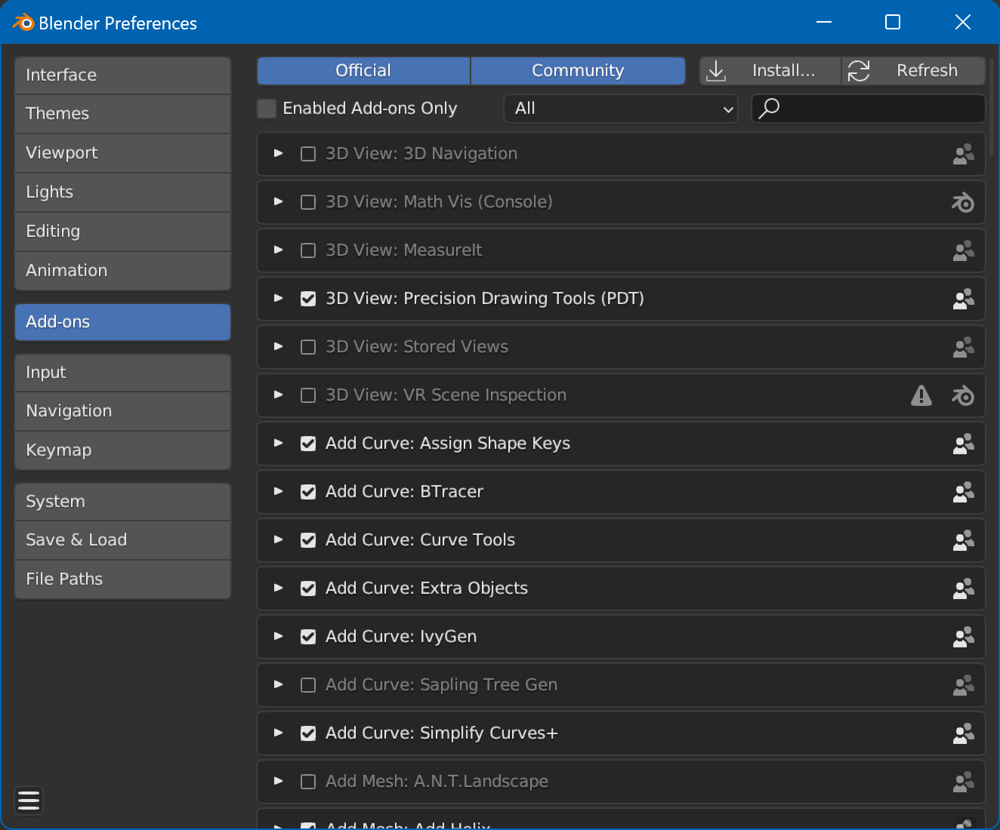 Blender Preferences
Interface
Themes
Viewport
Lights
Editing
Animation
Add-ons
Input
Navigation
Keymap
System
Save & Load
File Paths
Official
Community
Install...
Refresh
Enabled Add-ons Only
All
3D View: 3D Navigation
3D View: Math Vis (Console)
3D View: MeasureIt
3D View: Precision Drawing Tools (PDT)
3D View: Stored Views
3D View: VR Scene Inspection
Add Curve: Assign Shape Keys
Add Curve: BTracer
Add Curve: Curve Tools
Add Curve: Extra Objects
Add Curve: IvyGen
Add Curve: Sapling Tree Gen
Add Curve: Simplify Curves+
Add Mesh: A.N.T.Landscape
Add Mesh: Add Helix